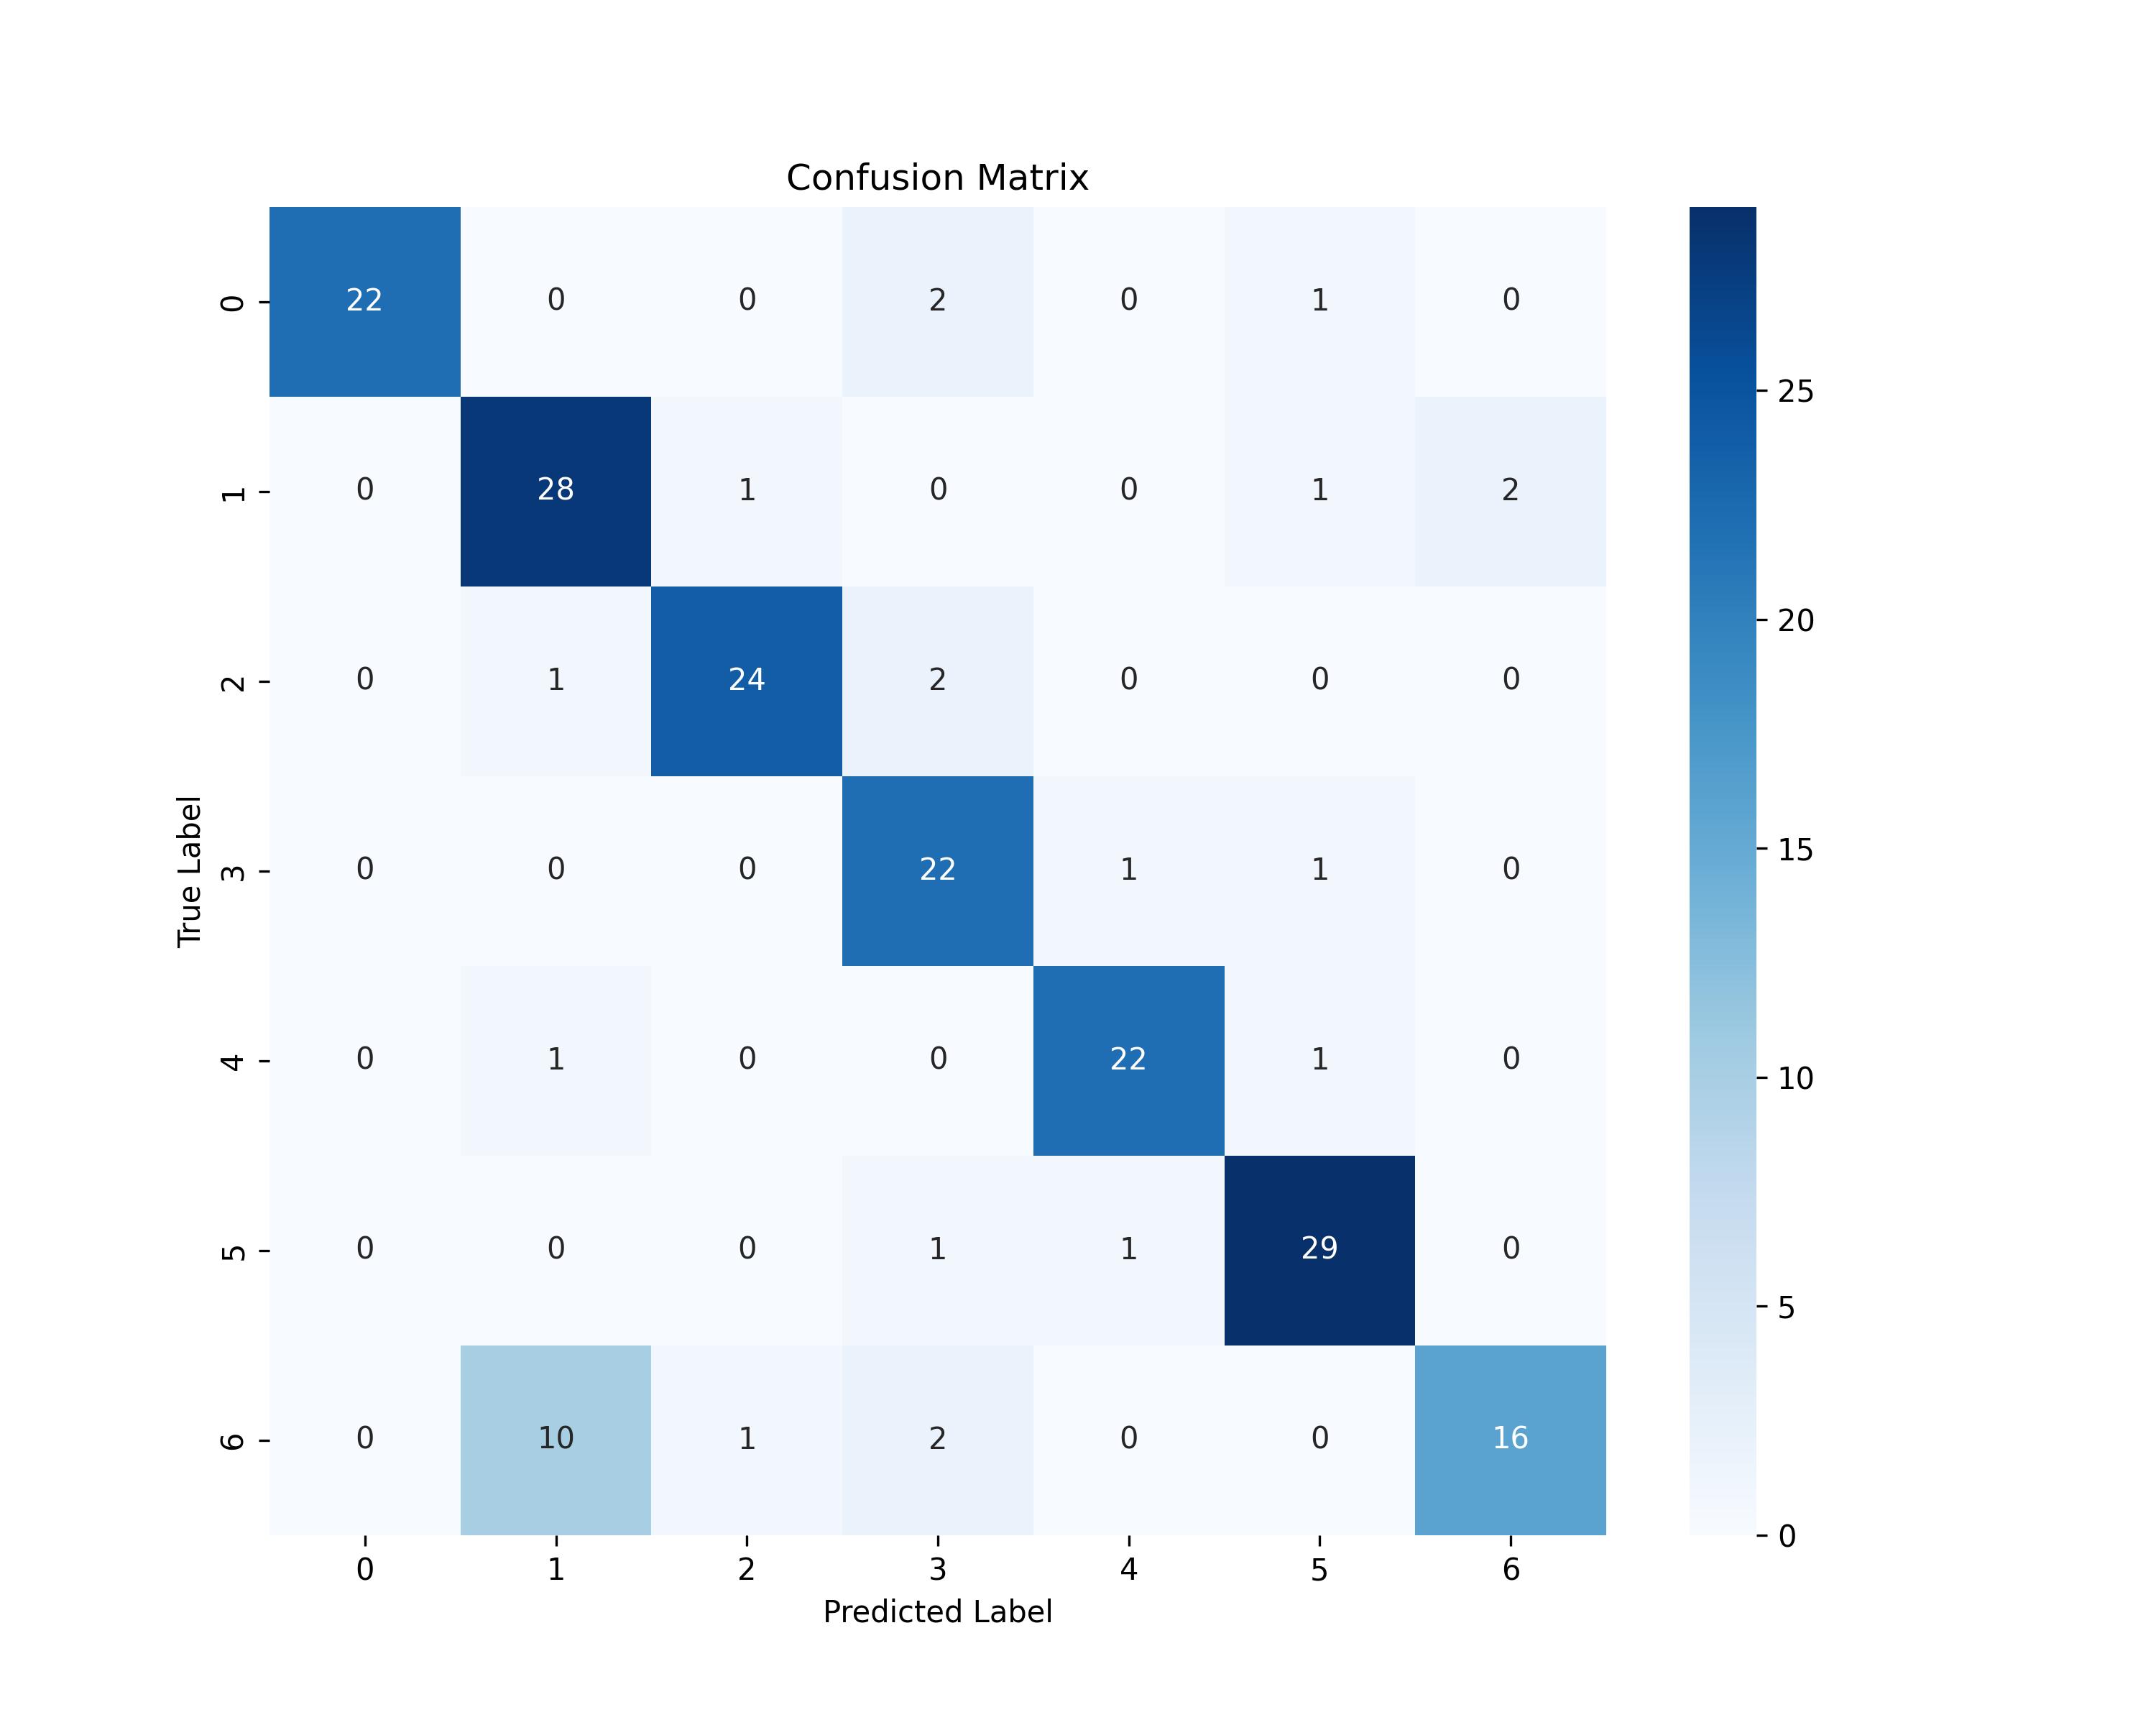 Confusion Matrix
0 22 0 0 2 0 1 0
1 0 28 1 0 0 1 2
2 0 1 24 2 0 0 0
3 0 0 0 22 1 1 0
4 0 1 0 0 22 1 0
5 0 0 0 1 1 29 0
6 0 10 1 2 0 0 16
0 1 2 3 4 5 6
True Label
Predicted Label
25
20
15
10
5
0